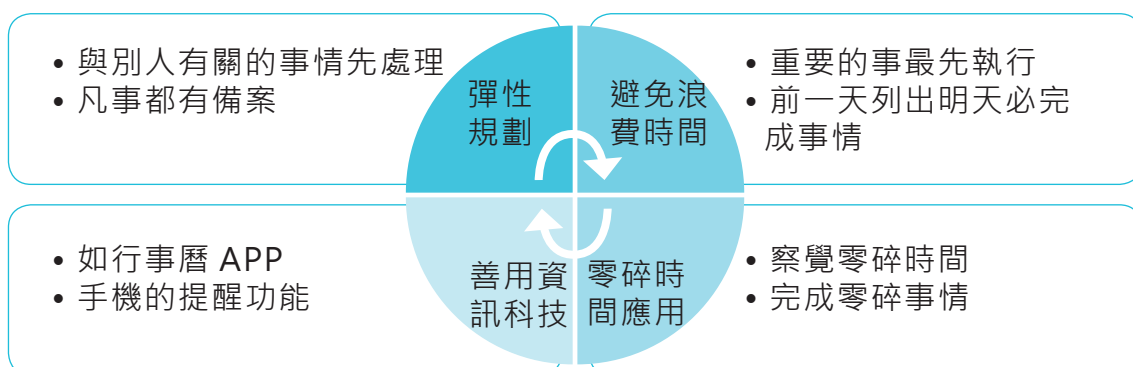 • 與別人有關的事情先處理
• 凡事都有備案
彈性
規劃
避免浪
費時間
• 重要的事最先執行
• 前一天列出明天必完
成事情
• 如行事曆 APP
• 手機的提醒功能
善用資
訊科技
零碎時
間應用
• 察覺零碎時間
• 完成零碎事情